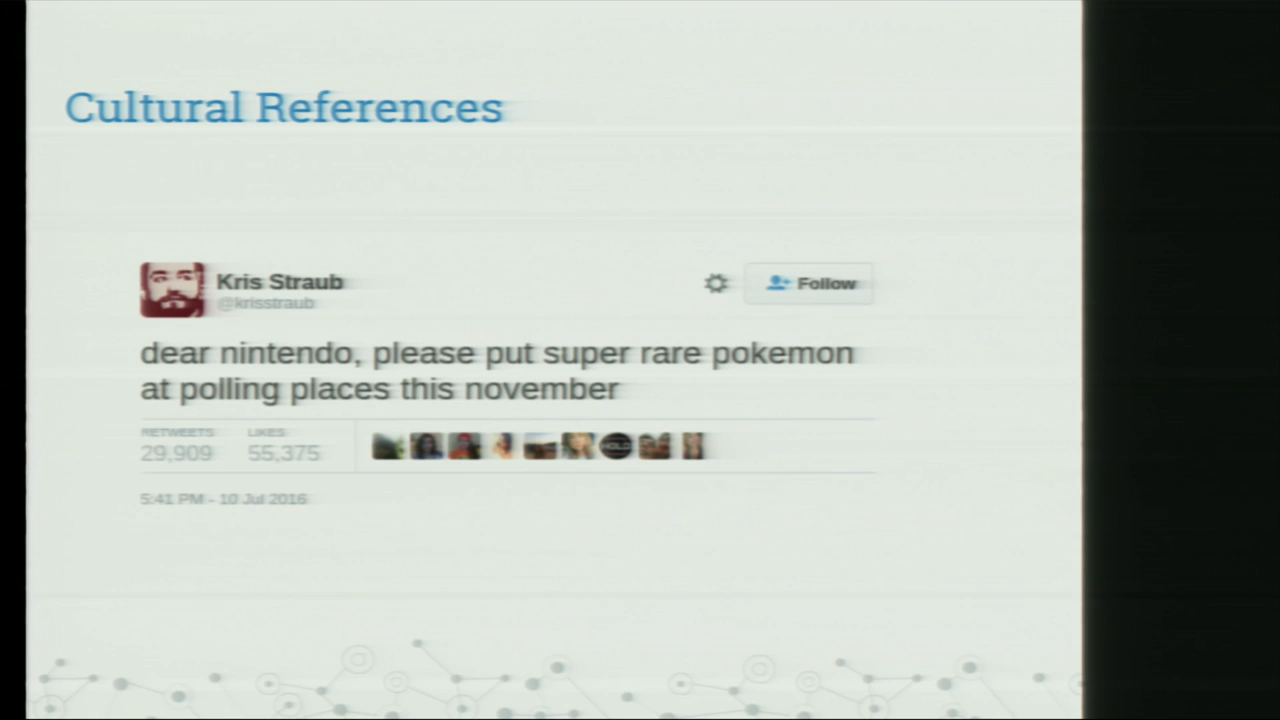 Cultural References
Kris Straub
@krisstraub
Follow
dear nintendo, please put super rare pokemon
at polling places this november
RETWEETS LIKES
29,909 55,375
HOLD
5:41 PM - 10 Jul 2016